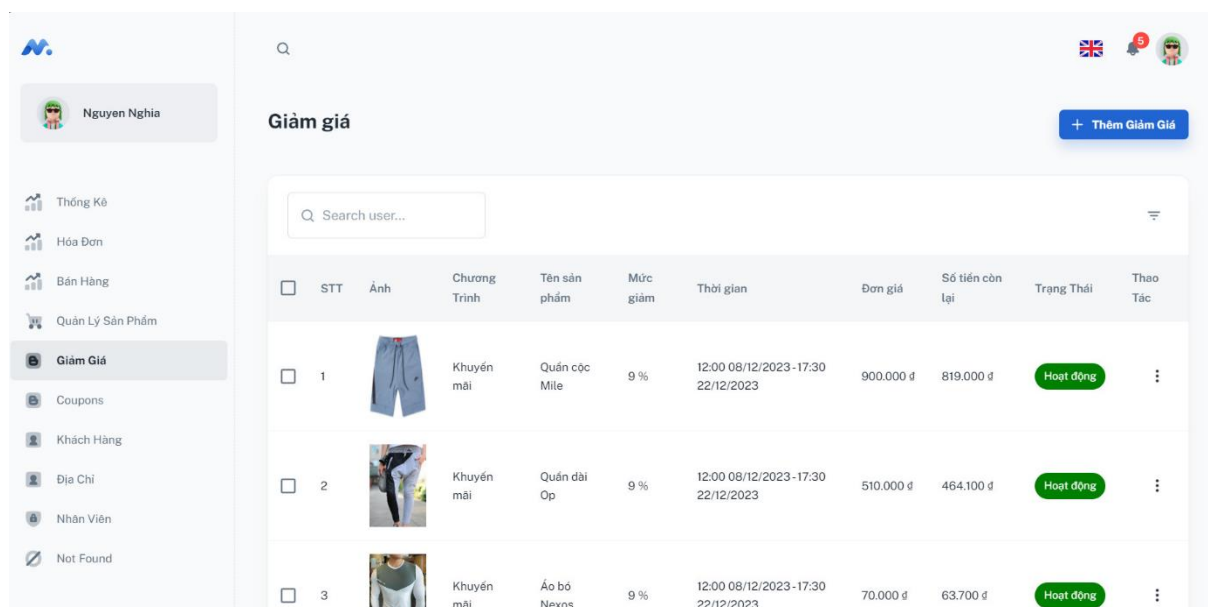 5
Nguyen Nghia
Giảm giá
+ Thêm Giảm Giá
Thống Kê
Hóa Đơn
Bán Hàng
Quản Lý Sản Phẩm
Giảm Giá
Coupons
Khách Hàng
Địa Chỉ
Nhân Viên
Not Found
Search user...
STT
Ảnh
Chương
Trình
Tên sản
phẩm
Mức
giảm
Thời gian
Đơn giá
Số tiền còn
lại
Trạng Thái
Thao
Tác
1
Khuyến
mãi
Quần cộc
Mile
9 %
12:00 08/12/2023-17:30
22/12/2023
900.000 đ
819.000 đ
Hoạt động
2
Khuyến
mãi
Quần dài
Op
9 %
12:00 08/12/2023-17:30
22/12/2023
510.000 đ
464.100 đ
Hoạt động
3
Khuyến
mãi
Áo bó
Nexos
9 %
12:00 08/12/2023-17:30
22/12/2023
70.000 đ
63.700 đ
Hoạt động